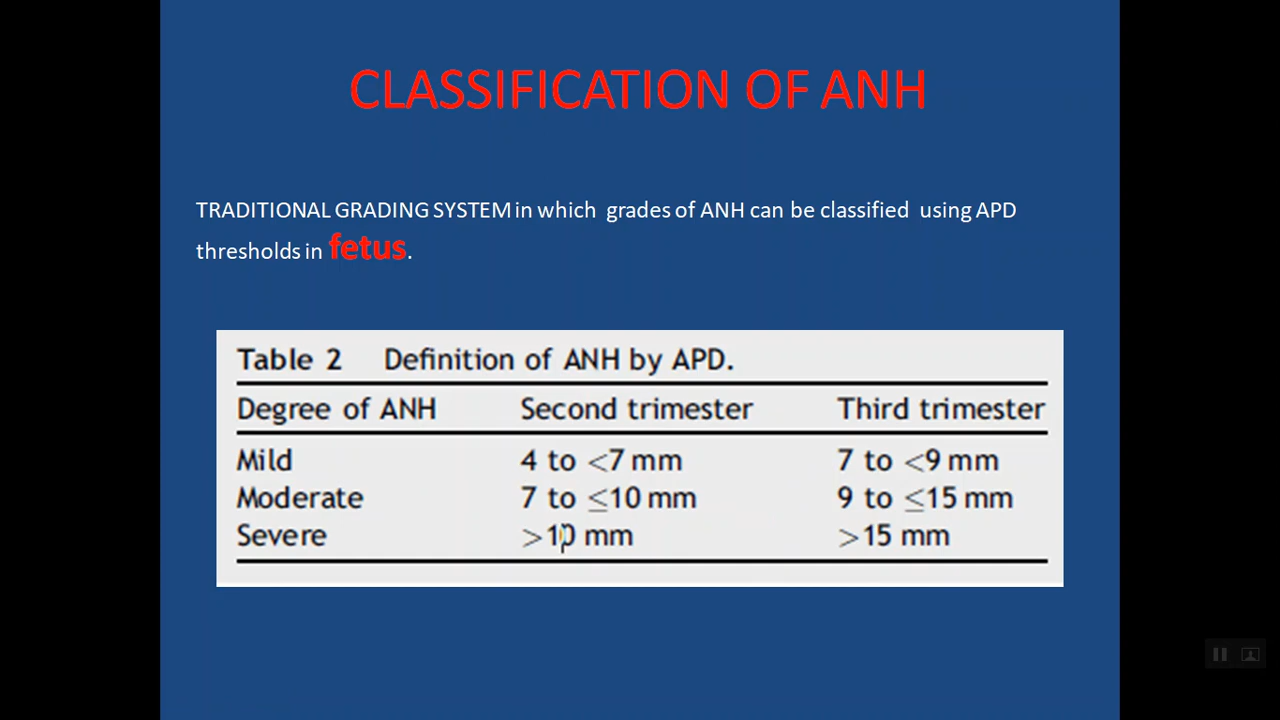 CLASSIFICATION OF ANH
TRADITIONAL GRADING SYSTEM in which grades of ANH can be classified using APD
thresholds in fetus.
Table 2 Definition of ANH by APD.
Degree of ANH Second trimester Third trimester
Mild 4 to <7 mm 7 to <9 mm
Moderate 7 to ≤10 mm 9 to ≤15 mm
Severe >10 mm >15 mm